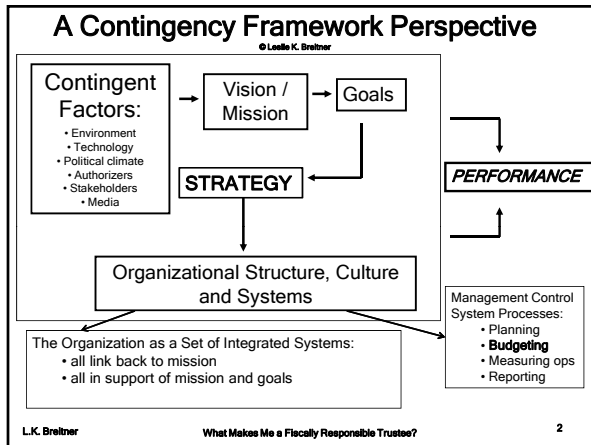 A Contingency Framework Perspective
© Leslie K. Breitner
Contingent
Factors:
• Environment
• Technology
• Political climate
• Authorizers
• Stakeholders
• Media
Vision /
Mission
Goals
STRATEGY
PERFORMANCE
Organizational Structure, Culture
and Systems
The Organization as a Set of Integrated Systems:
• all link back to mission
• all in support of mission and goals
Management Control
System Processes:
• Planning
• Budgeting
• Measuring ops
• Reporting
L.K. Breitner
What Makes Me a Fiscally Responsible Trustee?
2